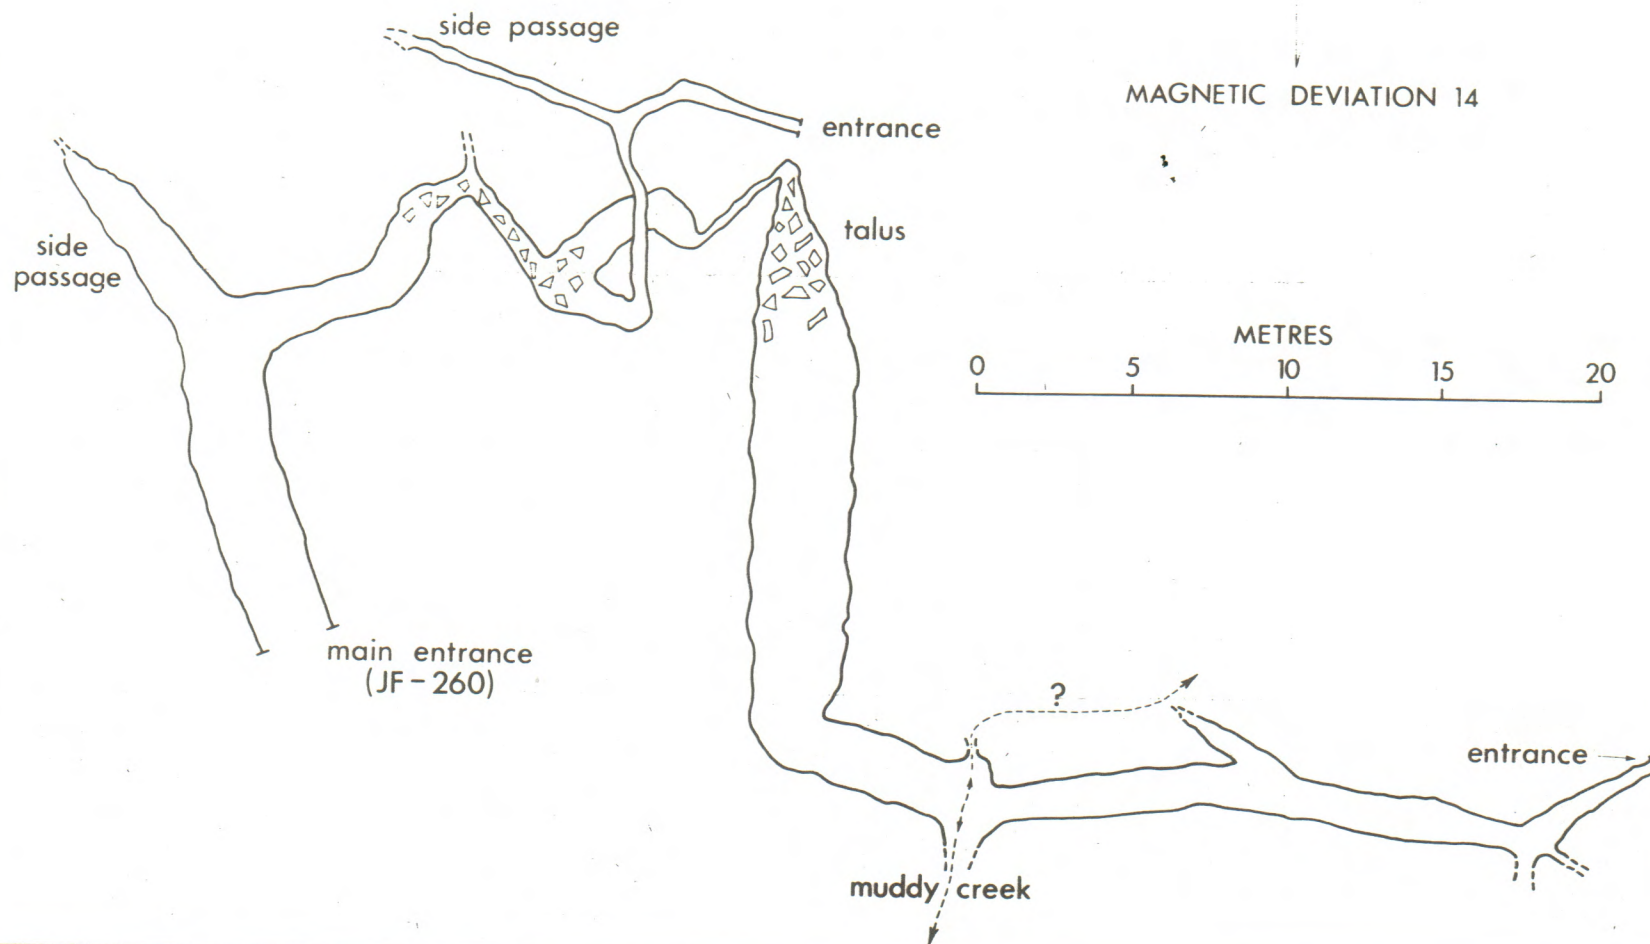 side passage
MAGNETIC DEVIATION 14
entrance
talus
side
passage
METRES
0 5 10 15 20
main entrance
(JF-260)
?
entrance
muddy creek